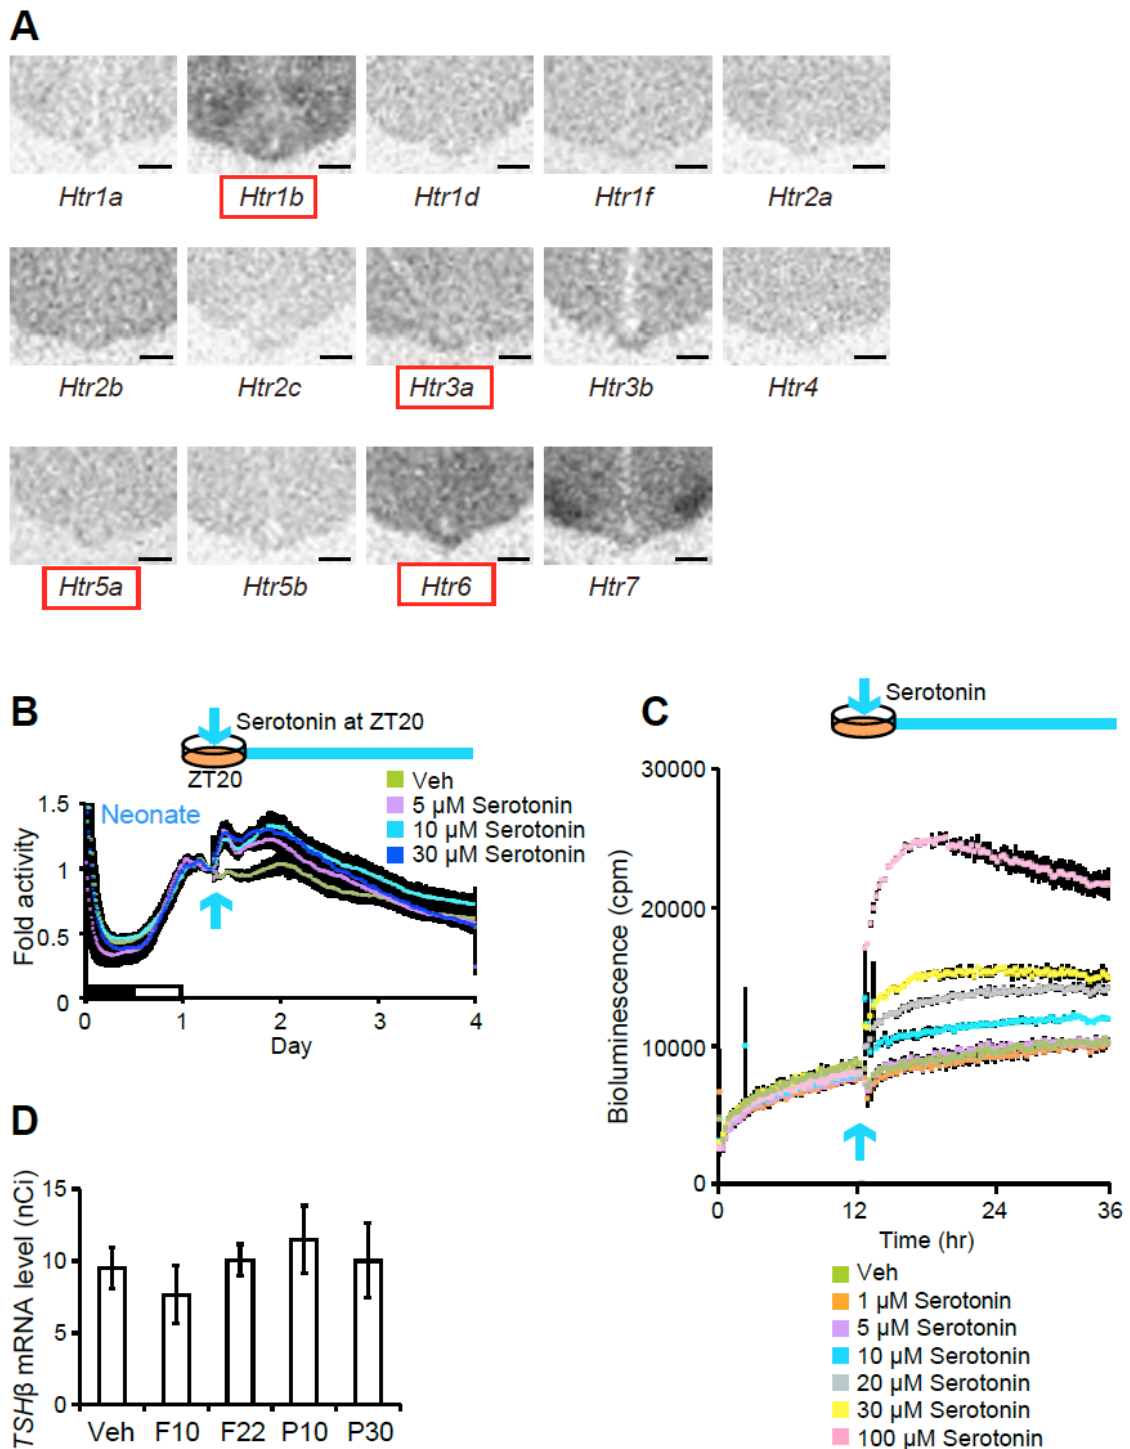 A
Htr1a Htr1b Htr1d Htr1f Htr2a
Htr2b Htr2c Htr3a Htr3b Htr4
Htr5a Htr5b Htr6 Htr7
B
Serotonin at ZT20
ZT20
Neonate
Veh
5 µM Serotonin
10 µM Serotonin
30 µM Serotonin
Fold activity
1.5
1
0.5
0
0 1 2 3 4
Day
C
Serotonin
Bioluminescence (cpm)
30000
20000
10000
0
0 12 24 36
Time (hr)
Veh
1 µM Serotonin
5 µM Serotonin
10 µM Serotonin
20 µM Serotonin
30 µM Serotonin
100 µM Serotonin
D
TSHβ mRNA level (nCi)
15
10
5
0
Veh F10 F22 P10 P30